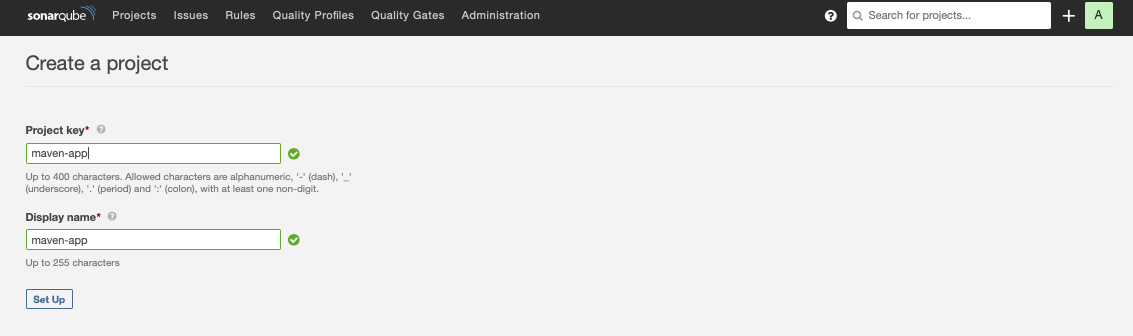 sonarqube Projects Issues Rules Quality Profiles Quality Gates Administration ? Search for projects... + A
Create a project
Project key* ?
maven-app
Up to 400 characters. Allowed characters are alphanumeric, '-' (dash), '_'
(underscore), '.' (period) and ':' (colon), with at least one non-digit.
Display name* ?
maven-app
Up to 255 characters
Set Up